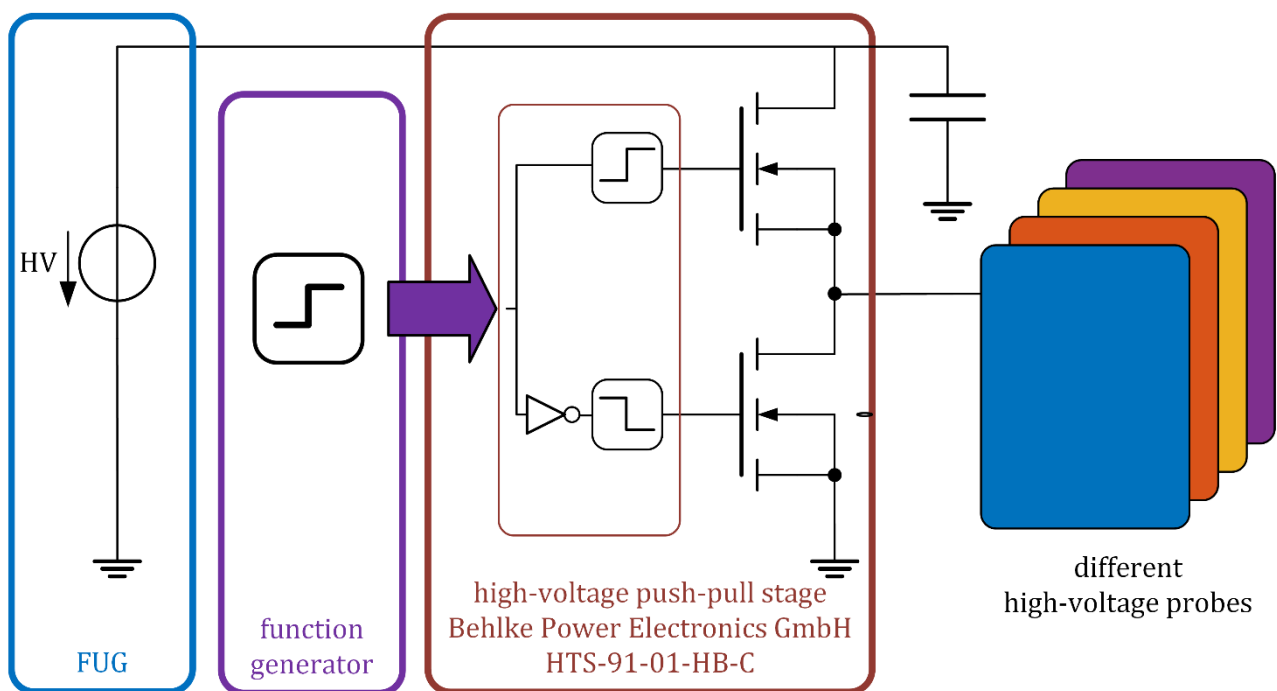 HV
FUG
function
generator
high-voltage push-pull stage
Behlke Power Electronics GmbH
HTS-91-01-HB-C
different
high-voltage probes